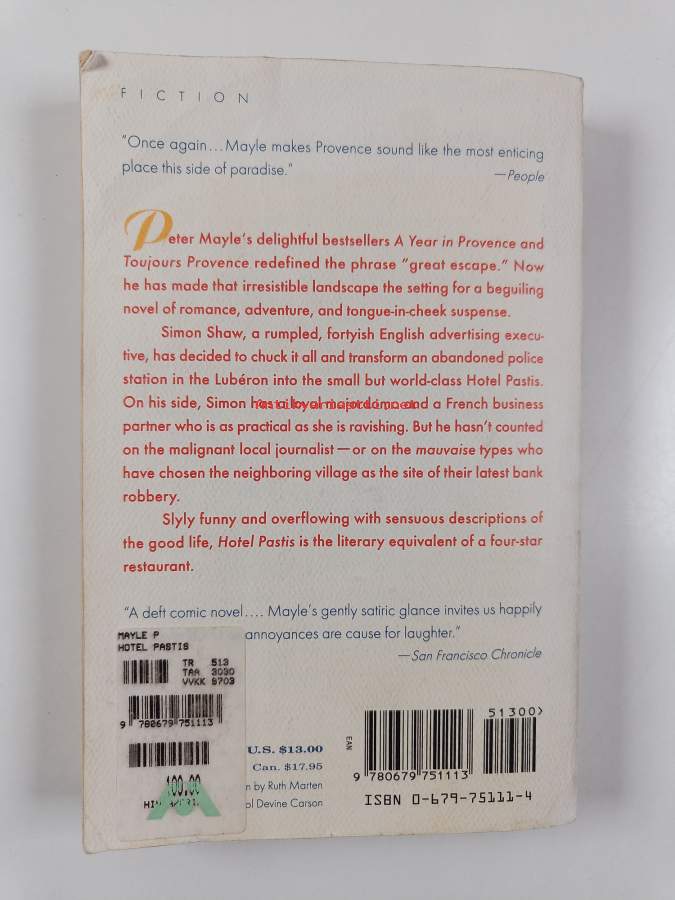 FICTION
"Once again... Mayle makes Provence sound like the most enticing
place this side of paradise."
—People
Peter Mayle's delightful bestsellers A Year in Provence and
Toujours Provence redefined the phrase "great escape." Now
he has made that irresistible landscape the setting for a beguiling
novel of romance, adventure, and tongue-in-cheek suspense.
Simon Shaw, a rumpled, fortyish English advertising execu-
tive, has decided to chuck it all and transform an abandoned police
station in the Lubéron into the small but world-class Hotel Pastis.
On his side, Simon has a loyal majordomo and a French business
partner who is as practical as she is ravishing. But he hasn't counted
on the malignant local journalist—or on the mauvaise types who
have chosen the neighboring village as the site of their latest bank
robbery.
Slyly funny and overflowing with sensuous descriptions of
the good life, Hotel Pastis is the literary equivalent of a four-star
restaurant.
"A deft comic novel.... Mayle's gently satiric glance invites us happily
annoyances are cause for laughter."
—San Francisco Chronicle
MAYLE P
HOTEL PASTIS
TR 513
TAA 3030
VVKK 9703
9 780679 751113
100,00
U.S. $13.00
Can. $17.95
n by Ruth Marten
ol Devine Carson
EAN
51300>
9 780679 751113
ISBN 0-679-75111-4